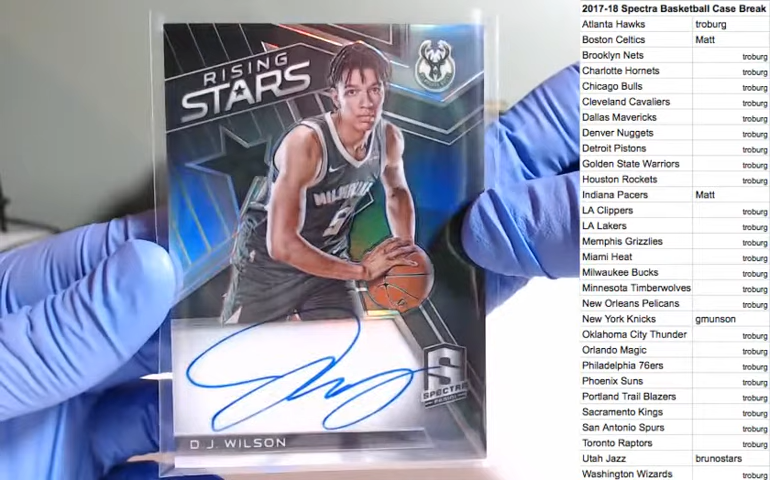 RISING
STARS
MILWAUKEE
SPECTRA
PANINI
D.J. WILSON
2017-18 Spectra Basketball Case Break
Atlanta Hawks troburg
Boston Celtics Matt
Brooklyn Nets troburg
Charlotte Hornets troburg
Chicago Bulls troburg
Cleveland Cavaliers troburg
Dallas Mavericks troburg
Denver Nuggets troburg
Detroit Pistons troburg
Golden State Warriors troburg
Houston Rockets troburg
Indiana Pacers Matt
LA Clippers troburg
LA Lakers troburg
Memphis Grizzlies troburg
Miami Heat troburg
Milwaukee Bucks troburg
Minnesota Timberwolves troburg
New Orleans Pelicans troburg
New York Knicks gmunson
Oklahoma City Thunder troburg
Orlando Magic troburg
Philadelphia 76ers troburg
Phoenix Suns troburg
Portland Trail Blazers troburg
Sacramento Kings troburg
San Antonio Spurs troburg
Toronto Raptors troburg
Utah Jazz brunostars
Washington Wizards troburg